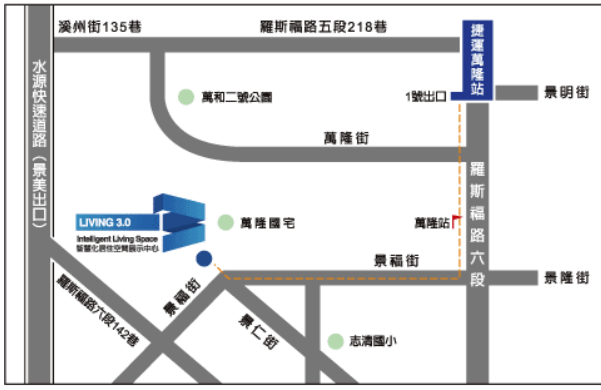 溪州街135巷
羅斯福路五段218巷
捷運萬隆站
水源快速道路（景美出口）
萬和二號公園
1號出口
景明街
萬隆街
羅斯福路六段
LIVING 3.0
Intelligent Living Space
智慧化居住空間展示中心
萬隆國宅
萬隆站
景福街
景隆街
羅斯福路六段142巷
景福街
景仁街
志清國小